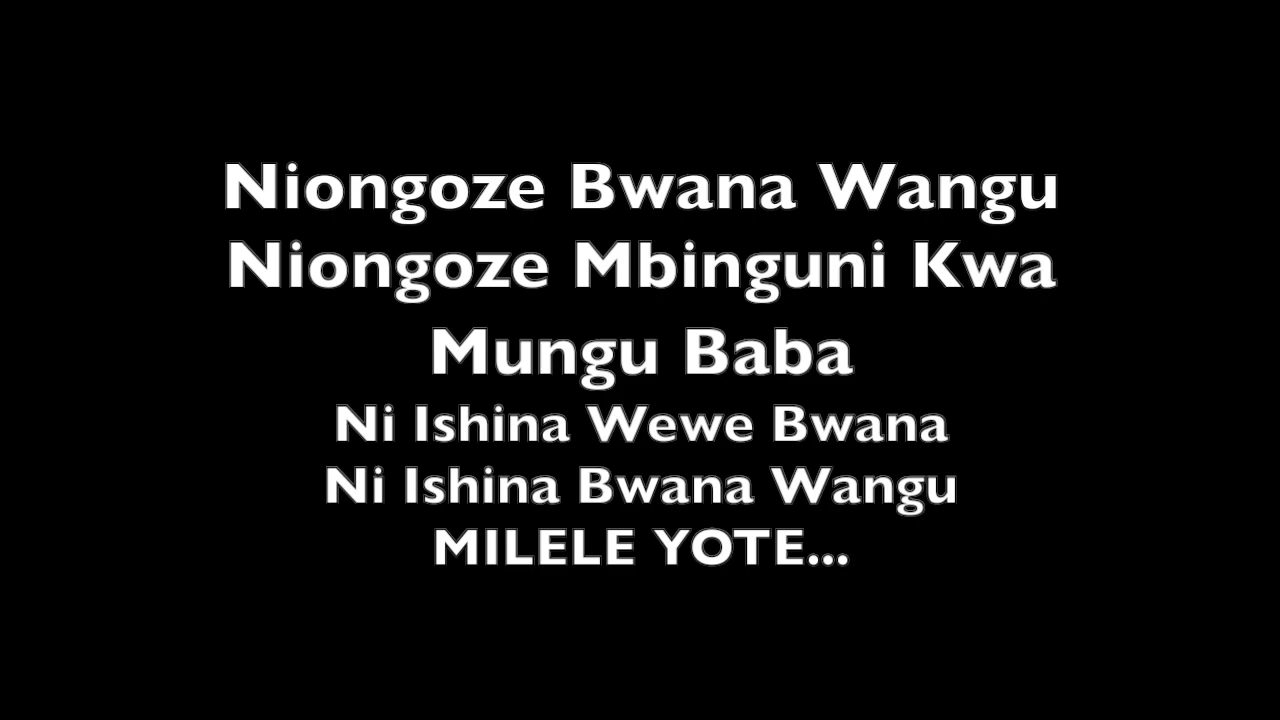 Niongoze Bwana Wangu
Niongoze Mbinguni Kwa
Mungu Baba
Ni Ishina Wewe Bwana
Ni Ishina Bwana Wangu
MILELE YOTE...